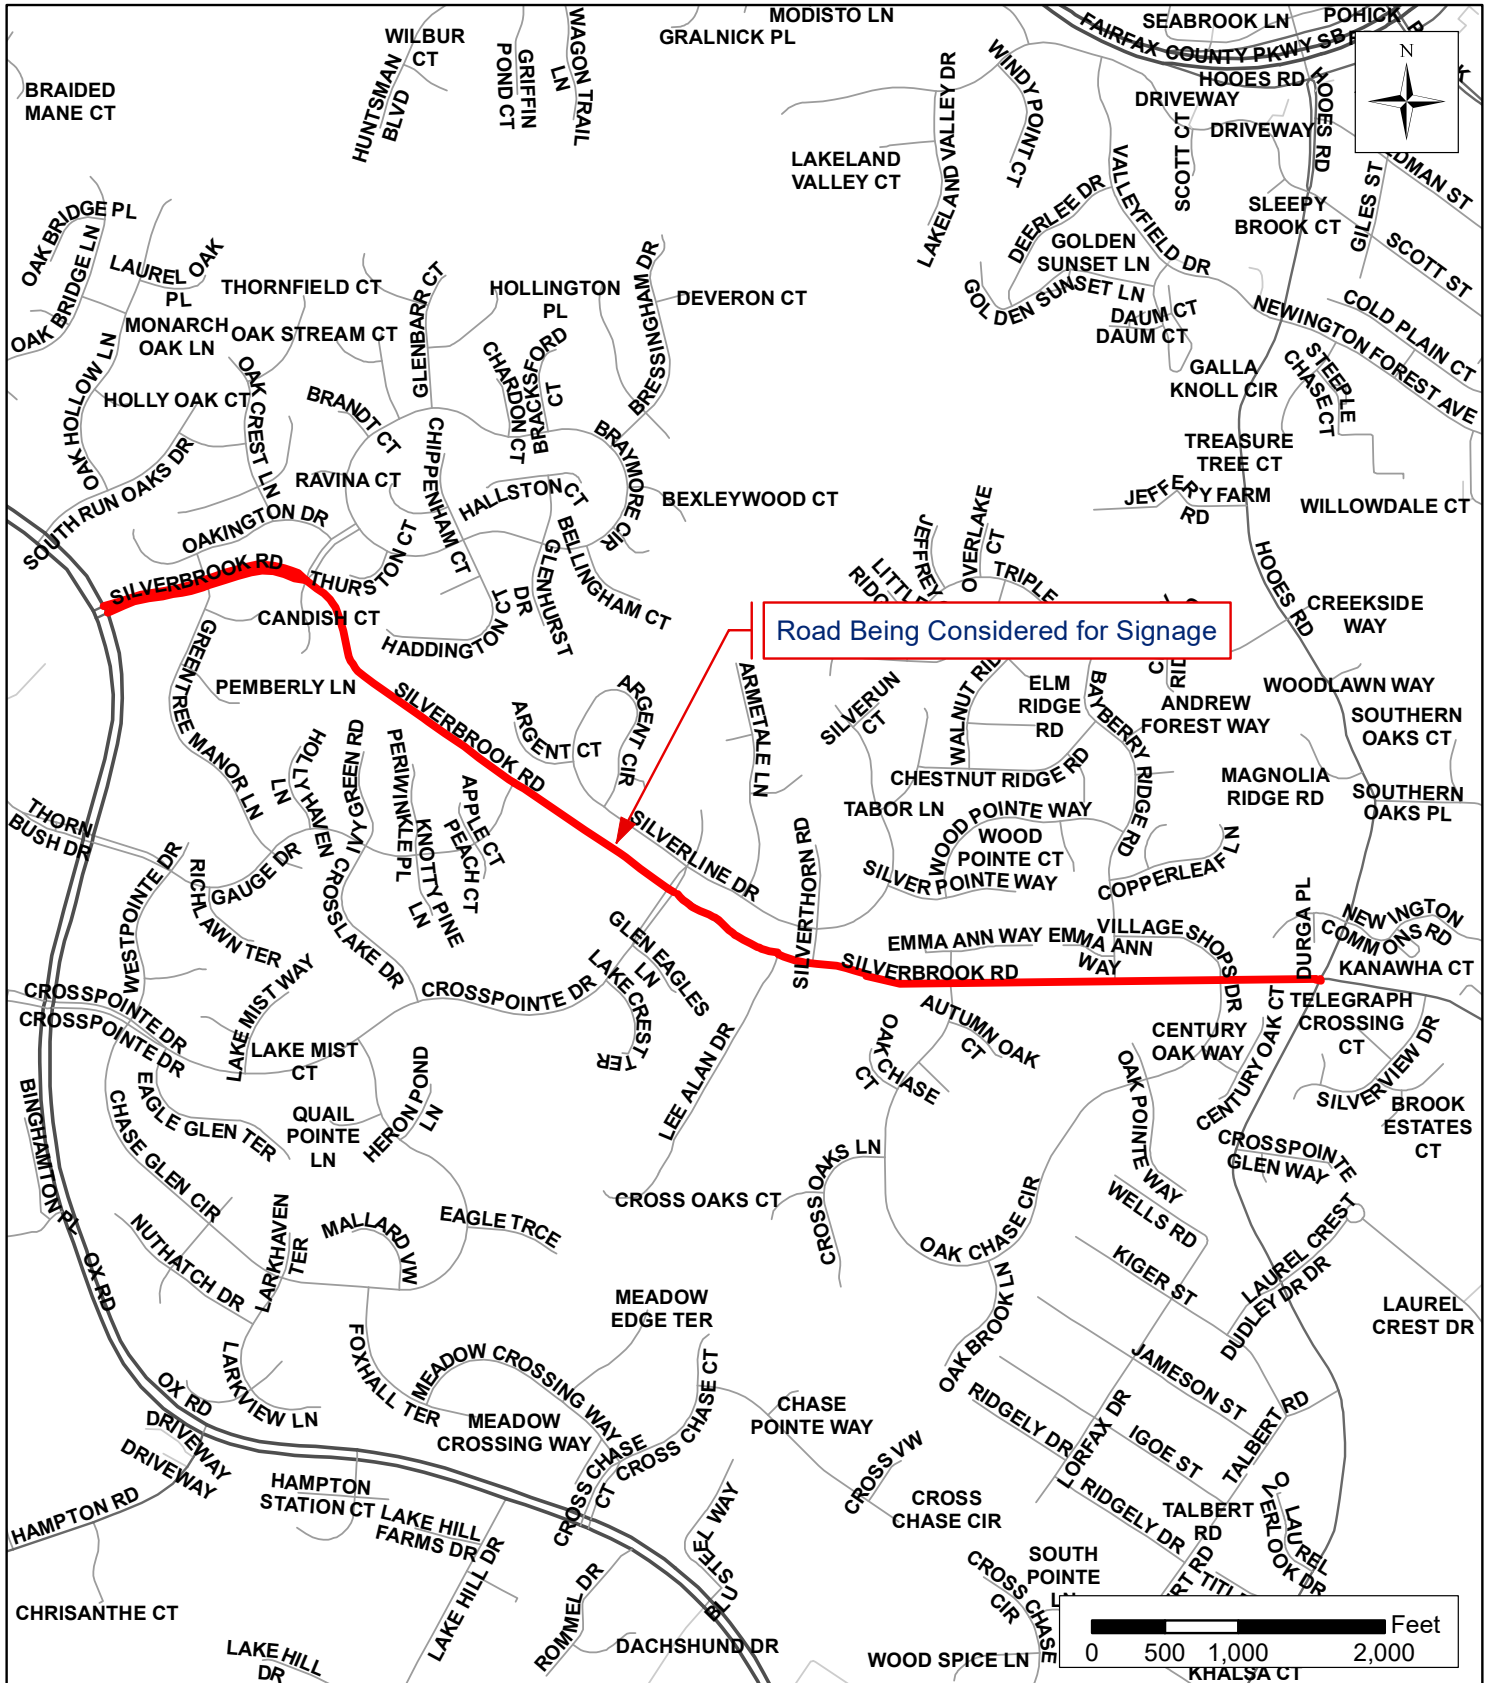 MODISTO LN
SEABROOK LN
POHICK
WILBUR
CT
GRALNICK PL
FAIRFAX COUNTY PKWY SB
N
HUNTSMAN
BLVD
GRIFFIN
POND CT
WAGON TRAIL
LN
BRAIDED
MANE CT
LAKELAND VALLEY DR
WINDY POINT CT
HOOES RD
DRIVEWAY
DRIVEWAY
HOOES RD
SCOTT CT
LAKELAND
VALLEY CT
VALLEYFIELD DR
DEERLEE DR
SLEEPY
BROOK CT
GILES ST
DMAN ST
SCOTT ST
OAK BRIDGE PL
OAK BRIDGE LN
LAUREL OAK
PL
THORNFIELD CT
GLENBARR CT
HOLLINGTON
PL
BRESSINGHAM DR
DEVERON CT
GOLDEN
SUNSET LN
GOLDEN SUNSET LN
DAUM CT
DAUM CT
NEWINGTON FOREST AVE
COLD PLAIN CT
MONARCH
OAK LN
OAK STREAM CT
CHARDON CT
BRACKSFORD
CT
GALLA
KNOLL CIR
STEEPLE
CHASE CT
OAK HOLLOW LN
HOLLY OAK CT
OAK CREST LN
BRANDT CT
CHIPPENHAM CT
BRAYMORE CIR
TREASURE
TREE CT
SOUTH RUN OAKS DR
RAVINA CT
HALLSTON CT
BEXLEYWOOD CT
JEFFERY FARM
RD
WILLOWDALE CT
OAKINGTON DR
THURSTON CT
GLENHURST
DR
BELLINGHAM CT
JEFFREY
OVERLAKE
CT
LITTLE
TRIPLE
HOOES RD
SILVERBROOK RD
CANDISH CT
HADDINGTON CT
CREEKSIDE
WAY
Road Being Considered for Signage
GREENTREE MANOR LN
PEMBERLY LN
SILVERBROOK RD
ARGENT CT
ARGENT CIR
ARMETALE LN
SILVERUN
CT
ELM
RIDGE
RD
BAYBERRY RIDGE RD
ANDREW
FOREST WAY
WOODLAWN WAY
SOUTHERN
OAKS CT
HOLLY HAVEN
LN
IVYGREEN RD
PERIWINKLE PL
APPLE CT
PEACH CT
CHESTNUT RIDGE RD
MAGNOLIA
RIDGE RD
SOUTHERN
OAKS PL
THORN
BUSH DR
TABOR LN
WOOD POINTE WAY
WOOD
POINTE CT
SILVERLINE DR
SILVERTHORN RD
SILVER POINTE WAY
COPPERLEAF LN
WESTPOINTE DR
RICHLAWN TER
GAUGE DR
CROSSLAKE DR
KNOTTY PINE
LN
GLEN EAGLES
LN
EMMA ANN WAY
EMMA ANN
WAY
VILLAGE SHOPS DR
DURGA PL
NEWINGTON
COMMONS RD
KANAWHA CT
SILVERBROOK RD
CROSSPOINTE DR
CROSSPOINTE DR
LAKE MIST WAY
CROSSPOINTE DR
LAKECREST
TER
LEE ALAN DR
AUTUMN OAK
CT
TELEGRAPH
CROSSING
CT
LAKE MIST
CT
OAK CHASE
CT
CENTURY
OAK WAY
CENTURY OAK CT
SILVERVIEW DR
BROOK
ESTATES
CT
BINGHAMTON PL
CHASE GLEN CIR
EAGLE GLEN TER
QUAIL
POINTE
LN
HERON POND
LN
OAK POINTE WAY
CROSSPOINTE
GLEN WAY
CROSS OAKS CT
CROSS OAKS LN
WELLS RD
NUTHATCH DR
LARKHAVEN
TER
MALLARD VW
EAGLE TRCE
OAK CHASE CIR
KIGER ST
LAUREL CREST
DR
DUDLEY DR
OX RD
MEADOW
EDGE TER
OAK BROOK LN
LAUREL
CREST DR
LARKVIEW LN
FOXHALL TER
MEADOW CROSSING WAY
CROSS CHASE CT
JAMESON ST
OX RD
DRIVEWAY
DRIVEWAY
MEADOW
CROSSING WAY
CHASE
POINTE WAY
RIDGELY DR
LORFAX DR
IGOE ST
TALBERT RD
HAMPTON RD
HAMPTON
STATION CT
LAKE HILL
FARMS DR
CROSS CHASE
CT
CROSS VW
CROSS
CHASE CIR
RIDGELY DR
TALBERT
RD
LAUREL
OVERLOOK DR
BLU STEEL WAY
LAKE HILL DR
ROMMEL DR
CROSS CHASE
CIR
SOUTH
POINTE
CHRISANTHE CT
LAKE HILL
DR
DACHSHUND DR
WOOD SPICE LN
KHALSA CT
Feet
0 500 1,000 2,000